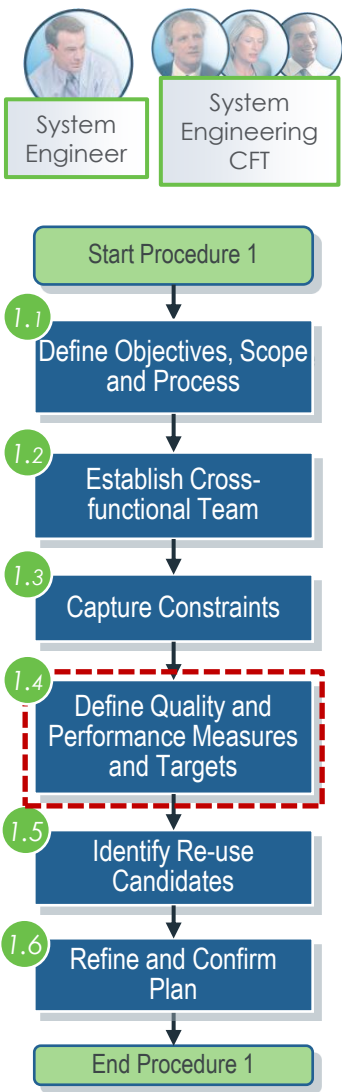 System
Engineer
System
Engineering
CFT
Start Procedure 1
1.1
Define Objectives, Scope
and Process
1.2
Establish Cross-
functional Team
1.3
Capture Constraints
1.4
Define Quality and
Performance Measures
and Targets
1.5
Identify Re-use
Candidates
1.6
Refine and Confirm
Plan
End Procedure 1